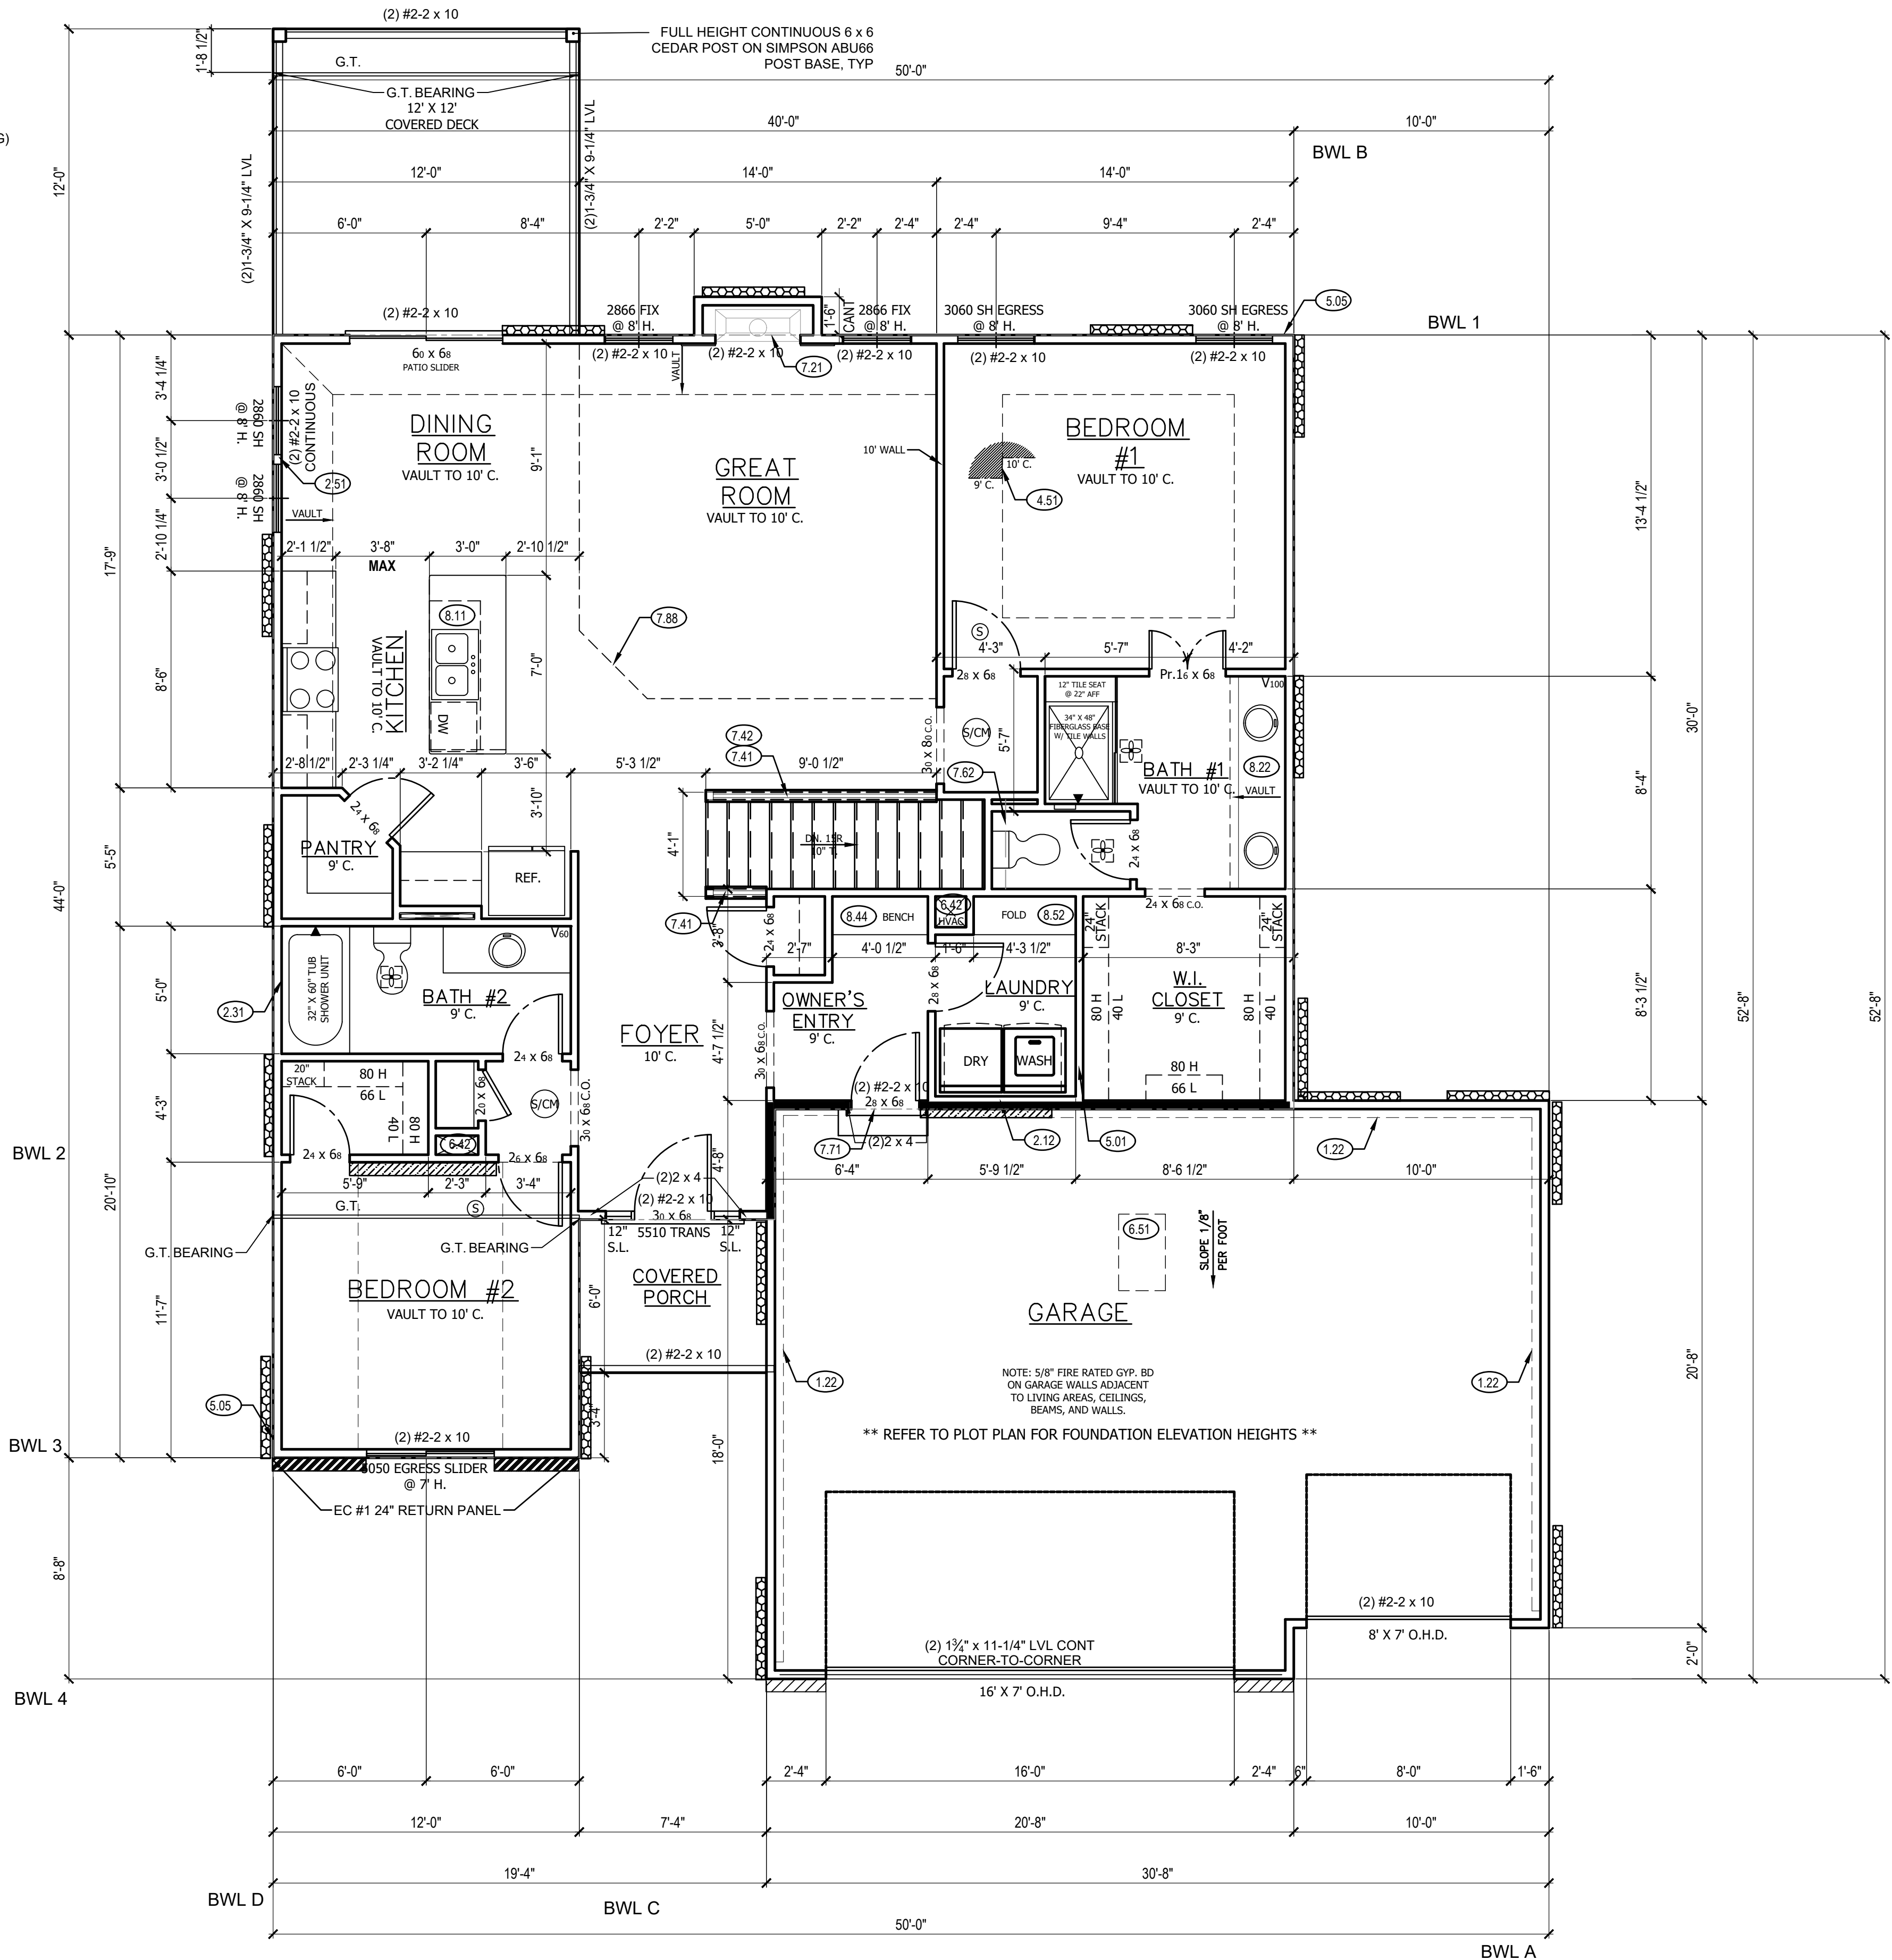 (2) #2-2 x 10
FULL HEIGHT CONTINUOUS 6 x 6
CEDAR POST ON SIMPSON ABU66
POST BASE, TYP
1'-8 1/2"
G.T.
50'-0"
G.T. BEARING
12' X 12'
COVERED DECK
40'-0"
10'-0"
G)
BWL B
12'-0"
(2)1-3/4" X 9-1/4" LVL
(2)1-3/4" X 9-1/4" LVL
12'-0"
14'-0"
14'-0"
6'-0"
8'-4"
2'-2"
5'-0"
2'-2"
2'-4"
2'-4"
9'-4"
2'-4"
(2) #2-2 x 10
2866 FIX
@ 8' H.
1'-6"
CANT
2866 FIX
@ 8' H.
3060 SH EGRESS
@ 8' H.
3060 SH EGRESS
@ 8' H.
5.05
BWL 1
60 x 68
PATIO SLIDER
(2) #2-2 x 10
VAULT
(2) #2-2 x 10
(2) #2-2 x 10
(2) #2-2 x 10
(2) #2-2 x 10
7.21
3'-4 1/4"
2860 SH
@ 8' H.
(2) #2-2 x 10
CONTINUOUS
DINING
ROOM
VAULT TO 10' C.
9'-1"
GREAT
ROOM
VAULT TO 10' C.
10' WALL
BEDROOM
#1
VAULT TO 10' C.
10' C.
9' C.
4.51
3'-0 1/2"
2.51
2860 SH
@ 8' H.
VAULT
2'-10 1/4"
13'-4 1/2"
17'-9"
2'-1 1/2"
3'-8"
MAX
3'-0"
2'-10 1/2"
8.11
7.88
KITCHEN
VAULT TO 10' C.
DW
7'-0"
8'-6"
S
4'-3"
5'-7"
4'-2"
28 x 68
Pr.16 x 68
V100
12" TILE SEAT
@ 22" AFF
34" X 48"
FIBERGLASS BASE
W/ TILE WALLS
30'-0"
7.42
7.41
30 x 80 C.O.
S/CM
5'-7"
7.62
BATH #1
VAULT TO 10' C.
8.22
VAULT
8'-4"
2'-8 1/2"
2'-3 1/4"
3'-2 1/4"
3'-6"
5'-3 1/2"
9'-0 1/2"
3'-10"
24 x 68
PANTRY
9' C.
REF.
4'-1"
DN. 15R
10" T.
24 x 68
5'-5"
44'-0"
24 x 68 C.O.
7.41
3'-8"
24 x 68
8.44
BENCH
6.42
HVAC
FOLD
8.52
24"
STACK
24"
STACK
2'-7"
4'-0 1/2"
1'-6"
4'-3 1/2"
8'-3"
V60
32" X 60" TUB
SHOWER UNIT
BATH #2
9' C.
5'-0"
2.31
OWNER'S
ENTRY
9' C.
28 x 68
LAUNDRY
9' C.
W.I.
CLOSET
9' C.
80 H
40 L
80 H
40 L
8'-3 1/2"
52'-8"
52'-8"
FOYER
10' C.
4'-7 1/2"
30 x 68 C.O.
DRY
WASH
80 H
66 L
24 x 68
20"
STACK
80 H
66 L
80 H
40 L
20 x 68
S/CM
30 x 68 C.O.
4'-3"
(2) #2-2 x 10
28 x 68
6.42
24 x 68
26 x 68
7.71
(2)2 x 4
2.12
5.01
1.22
BWL 2
4'-8"
6'-4"
5'-9 1/2"
8'-6 1/2"
10'-0"
5'-9"
2'-3"
3'-4"
(2)2 x 4
G.T.
S
(2) #2-2 x 10
30 x 68
5510 TRANS
12"
S.L.
12"
S.L.
20'-10"
G.T. BEARING
G.T. BEARING
6.51
SLOPE 1/8"
PER FOOT
BEDROOM #2
VAULT TO 10' C.
COVERED
PORCH
6'-0"
GARAGE
11'-7"
(2) #2-2 x 10
1.22
NOTE: 5/8" FIRE RATED GYP. BD
ON GARAGE WALLS ADJACENT
TO LIVING AREAS, CEILINGS,
BEAMS, AND WALLS.
1.22
20'-8"
5.05
3'-4"
** REFER TO PLOT PLAN FOR FOUNDATION ELEVATION HEIGHTS **
BWL 3
(2) #2-2 x 10
5050 EGRESS SLIDER
@ 7' H.
18'-0"
EC #1 24" RETURN PANEL
8'-8"
(2) #2-2 x 10
8' X 7' O.H.D.
(2) 1¾" x 11-1/4" LVL CONT
CORNER-TO-CORNER
2'-0"
16' X 7' O.H.D.
BWL 4
6'-0"
6'-0"
2'-4"
16'-0"
2'-4"
6"
8'-0"
1'-6"
12'-0"
7'-4"
20'-8"
10'-0"
19'-4"
30'-8"
BWL D
BWL C
50'-0"
BWL A